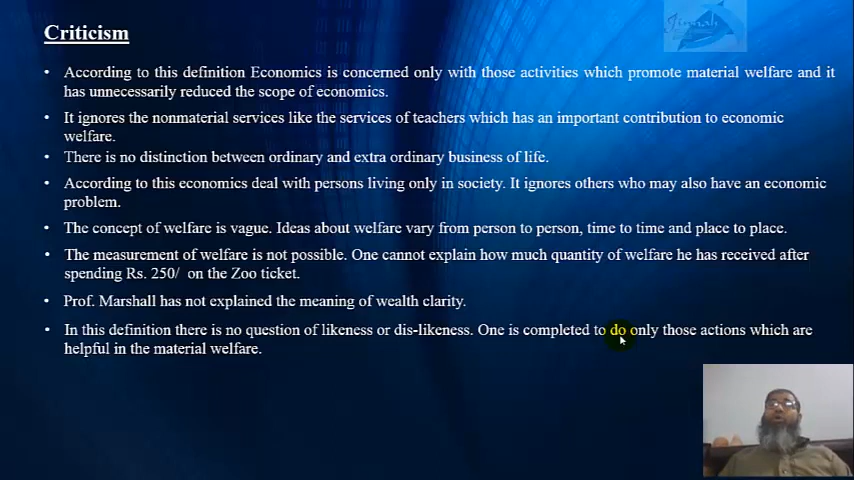 Jinnah
Criticism
• According to this definition Economics is concerned only with those activities which promote material welfare and it
has unnecessarily reduced the scope of economics.
• It ignores the nonmaterial services like the services of teachers which has an important contribution to economic
welfare.
• There is no distinction between ordinary and extra ordinary business of life.
• According to this economics deal with persons living only in society. It ignores others who may also have an economic
problem.
• The concept of welfare is vague. Ideas about welfare vary from person to person, time to time and place to place.
• The measurement of welfare is not possible. One cannot explain how much quantity of welfare he has received after
spending Rs. 250/ on the Zoo ticket.
• Prof. Marshall has not explained the meaning of wealth clarity.
• In this definition there is no question of likeness or dis-likeness. One is completed to do only those actions which are
helpful in the material welfare.